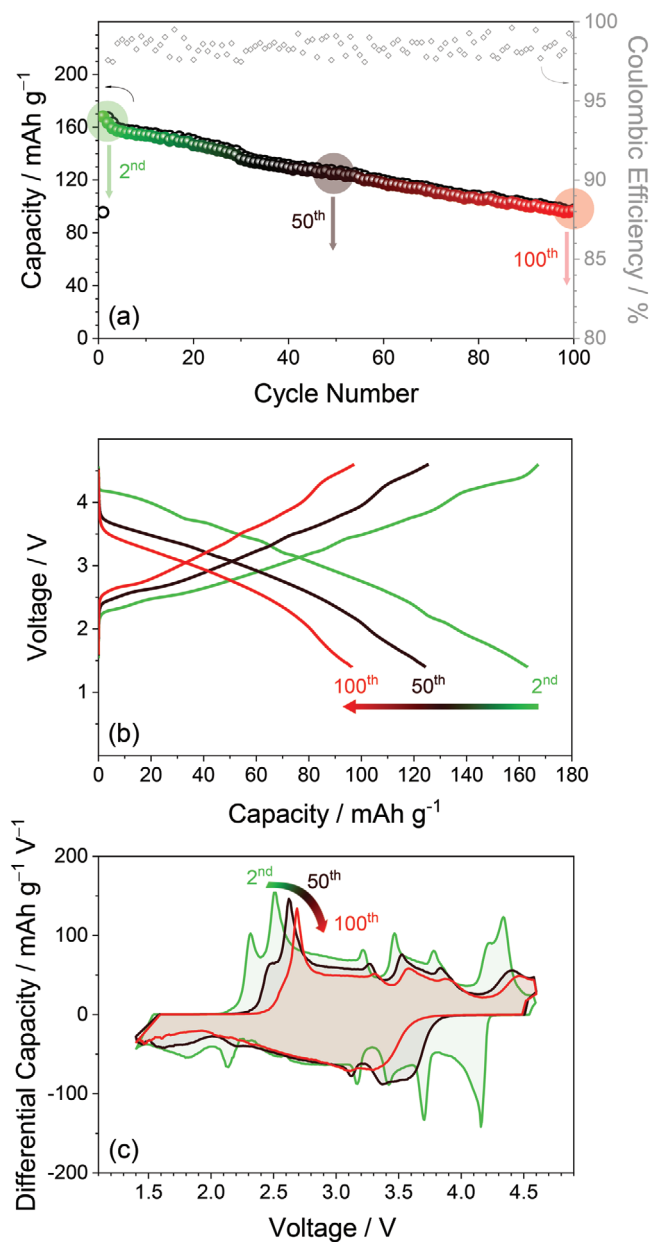 220
200
160
120
80
40
0
Capacity / mAh g⁻¹
2nd
50th
100th
(a)
100
95
90
85
80
Coulombic Efficiency / %
0 20 40 60 80 100
Cycle Number
4
3
2
1
Voltage / V
100th 50th 2nd
(b)
0 20 40 60 80 100 120 140 160 180
Capacity / mAh g-1
200
100
0
-100
-200
Differential Capacity / mAh g⁻¹ V⁻¹
2nd
50th
100th
(c)
1.5 2.0 2.5 3.0 3.5 4.0 4.5
Voltage / V